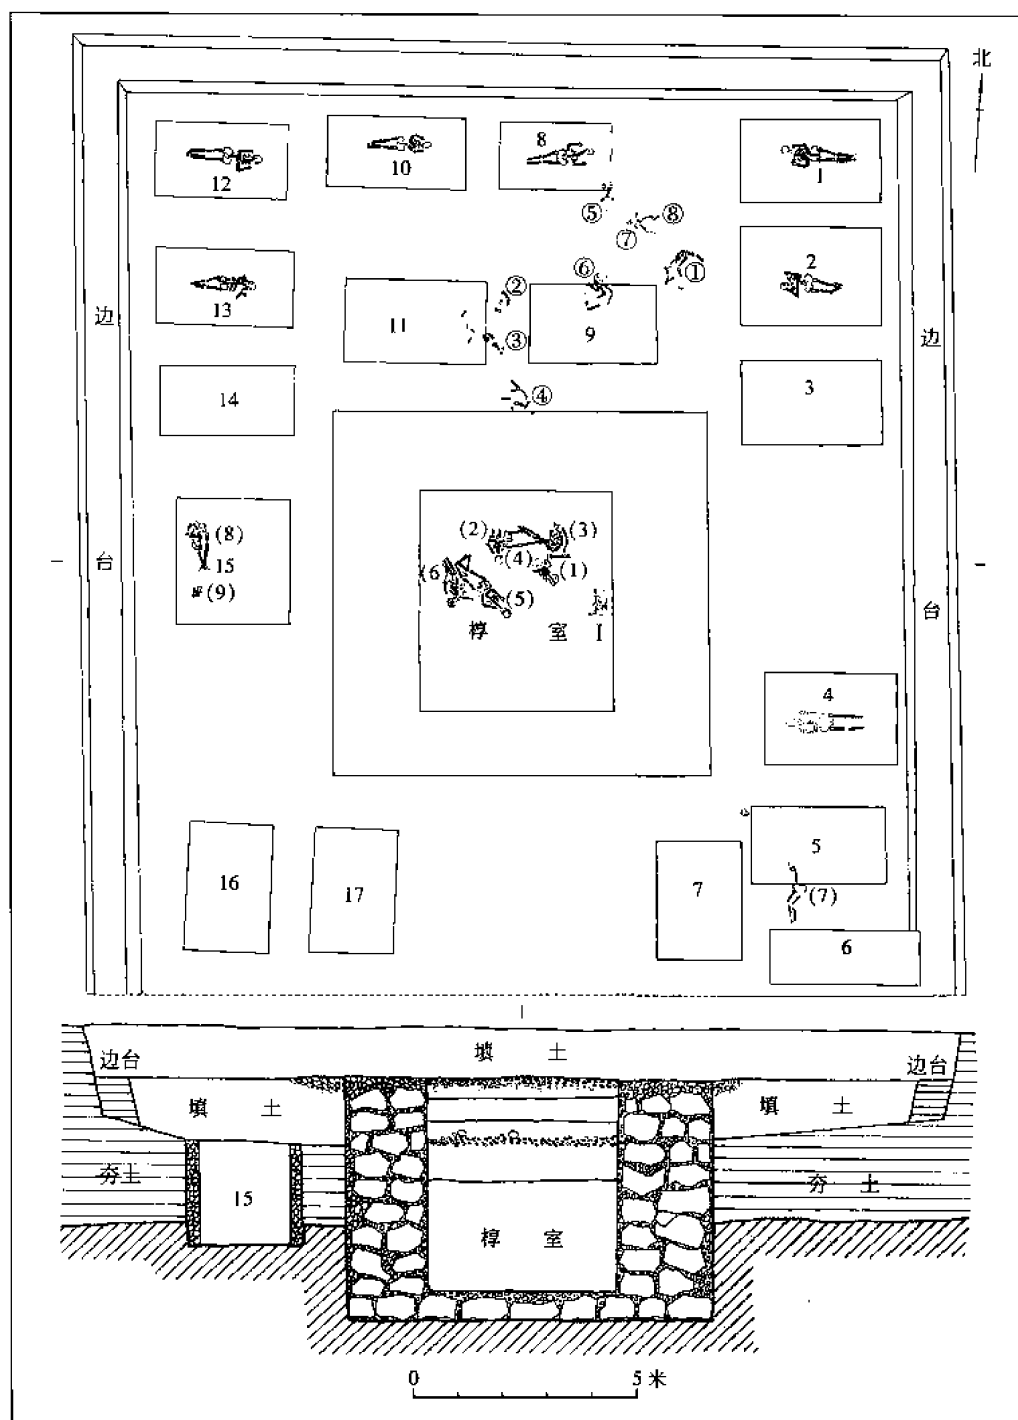 北
12
10
8
1
⑤
⑧
⑦
①
⑥
2
②
13
边
11
③
9
边
14
④
3
台
(8)
15
(9)
(2)
(3)
(4)
(1)
(6)
(5)
椁 室 I
台
4
5
(7)
16
17
7
6
边台
填 土
边台
填 土
填 土
夯土
15
夯 土
椁 室
0 5 米